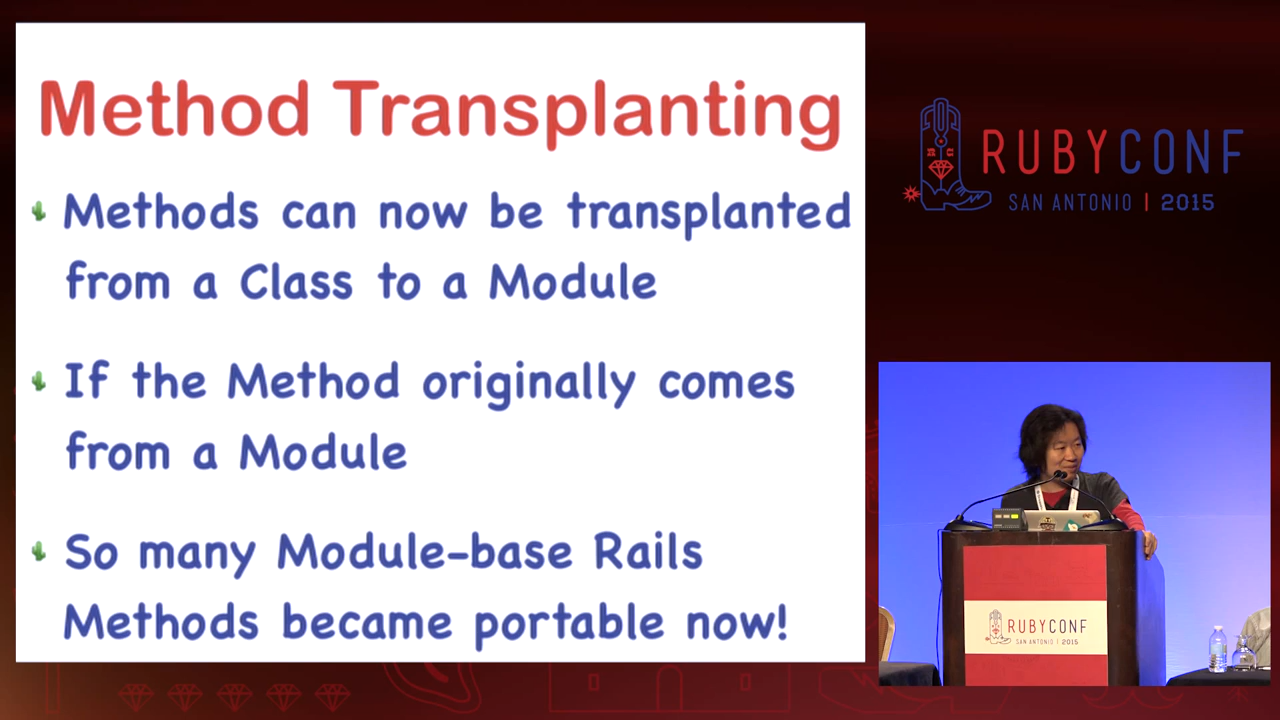 Method Transplanting
Methods can now be transplanted
from a Class to a Module
If the Method originally comes
from a Module
So many Module-base Rails
Methods became portable now!
RUBYCONF
SAN ANTONIO | 2015
RUBYCONF
SAN ANTONIO | 2015